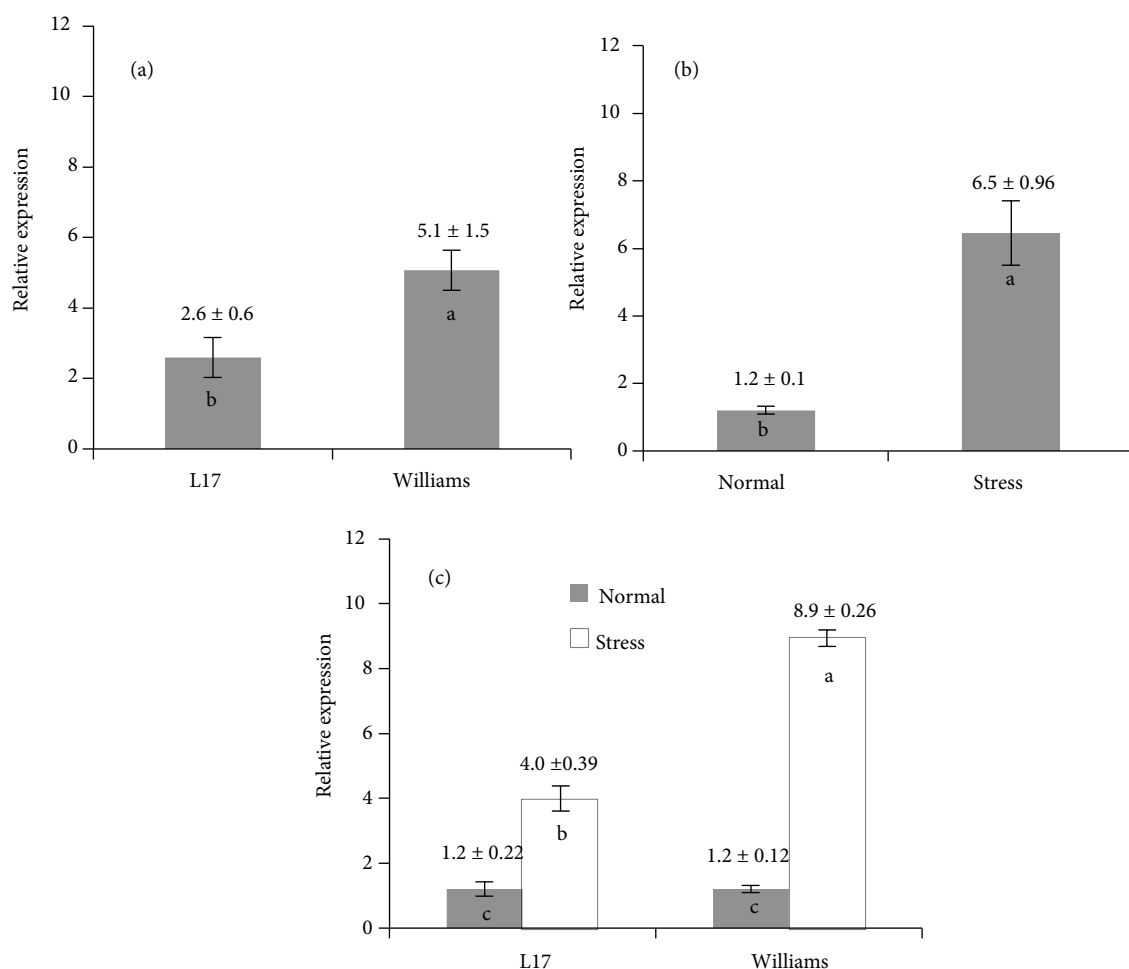 (a)
Relative expression
12
10
8
6
4
2
0
2.6 ± 0.6
b
5.1 ± 1.5
a
L17
Williams
(b)
Relative expression
12
10
8
6
4
2
0
1.2 ± 0.1
b
6.5 ± 0.96
a
Normal
Stress
(c)
Relative expression
12
10
8
6
4
2
0
Normal
Stress
1.2 ± 0.22
c
4.0 ±0.39
b
1.2 ± 0.12
c
8.9 ± 0.26
a
L17
Williams